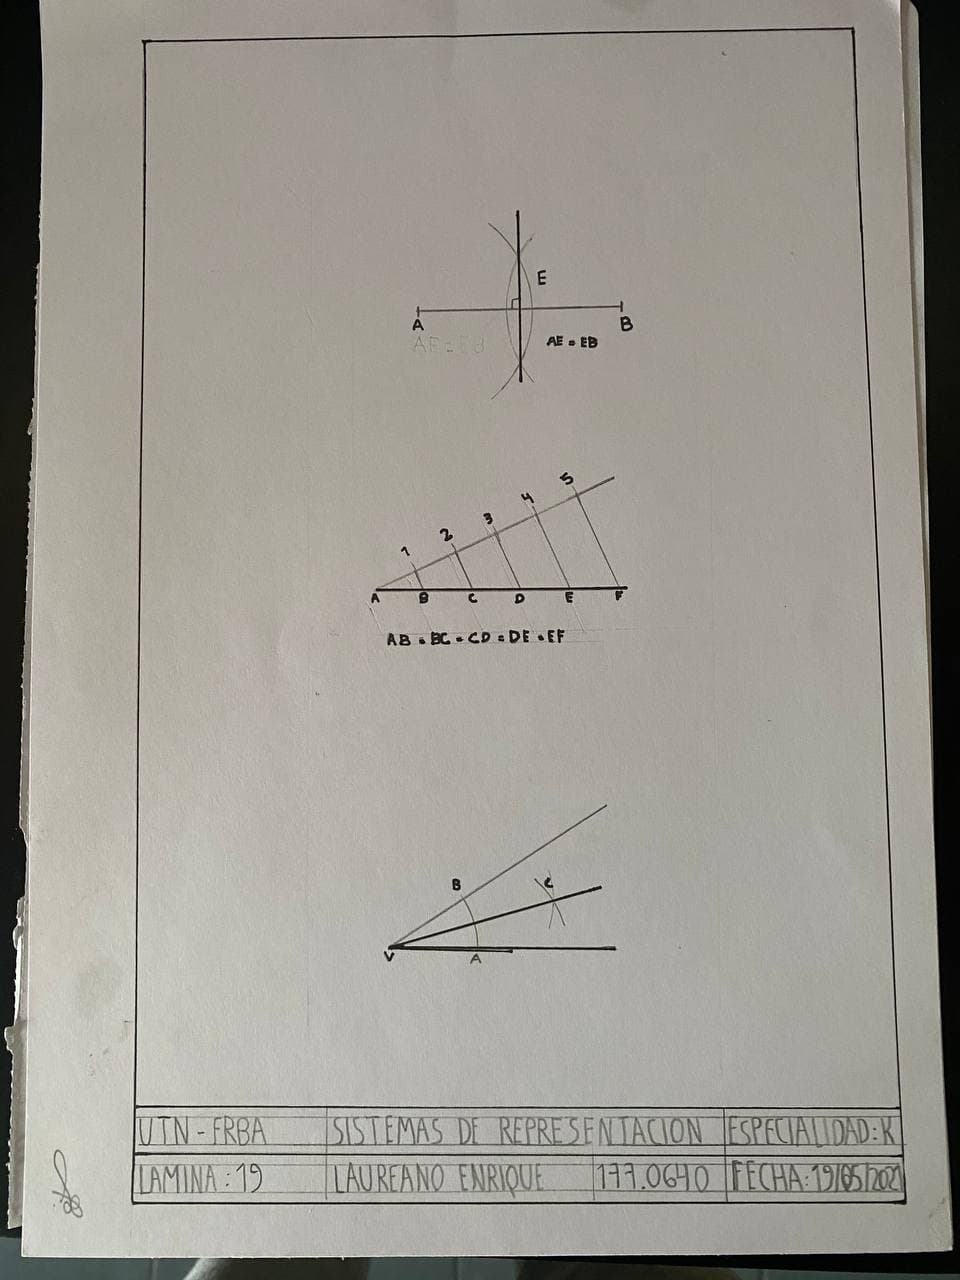 E
A B
AE = EB
AE = EB
1 2 3 4 5
A B C D E F
AB = BC = CD = DE = EF
B C
V A
UTN - FRBA SISTEMAS DE REPRESENTACION ESPECIALIDAD: K
LAMINA: 19 LAUREANO ENRIQUE 177.0640 FECHA: 19/05/2021